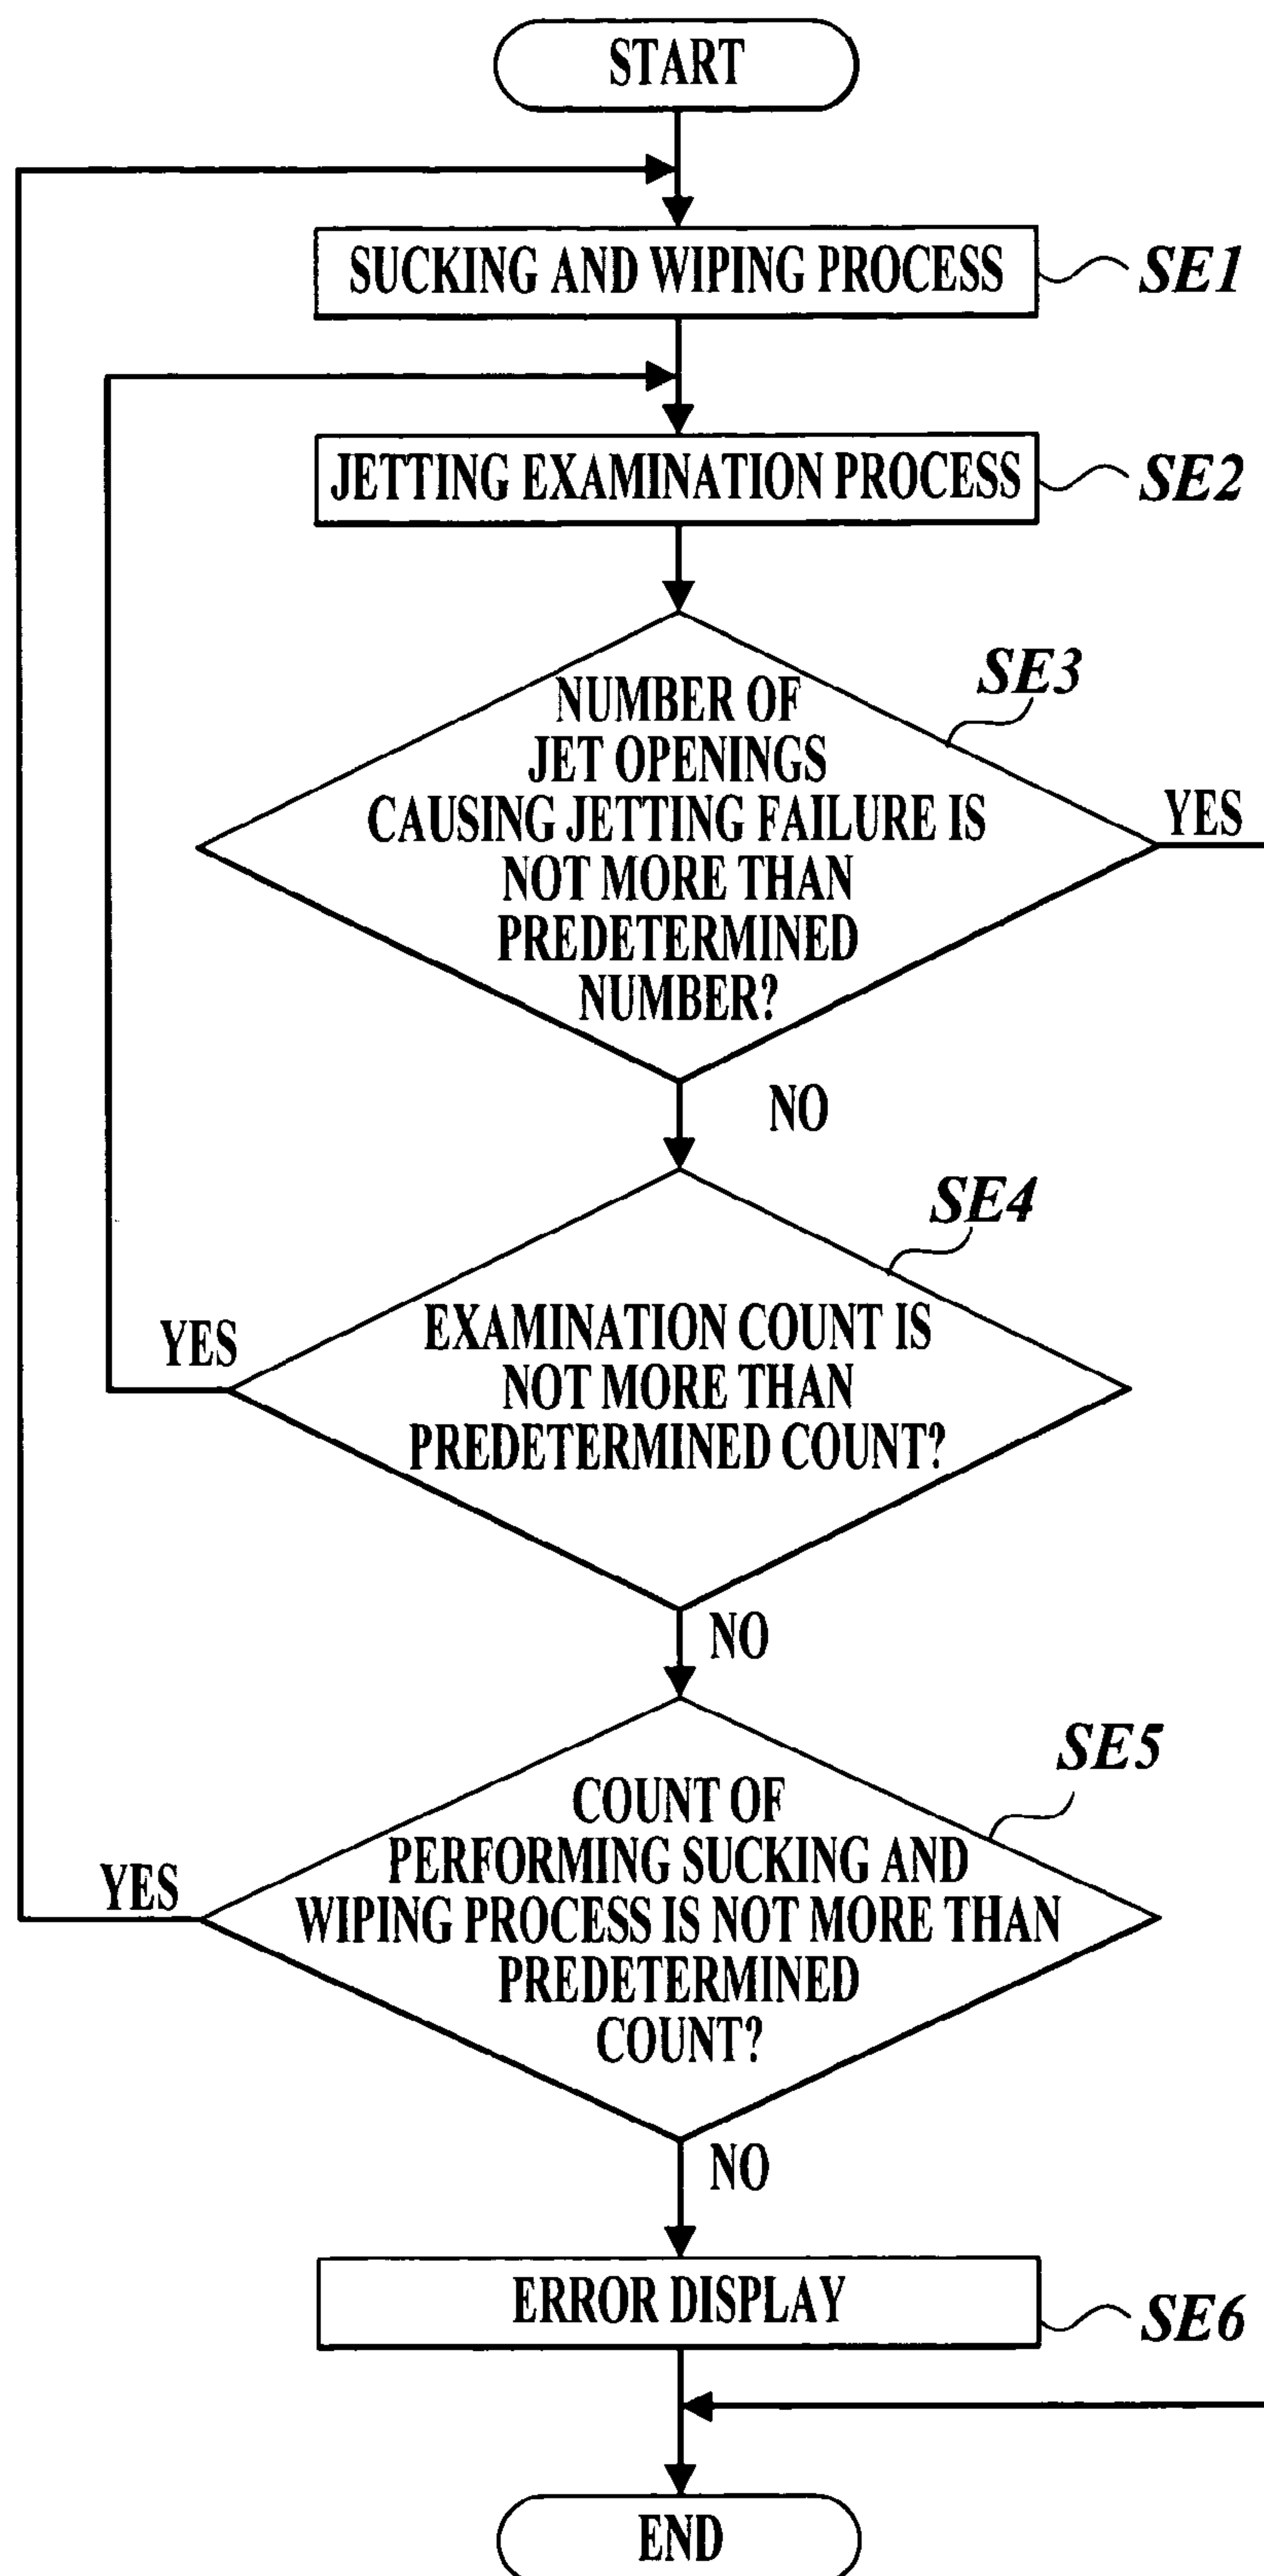 START
SUCKING AND WIPING PROCESS
SE1
JETTING EXAMINATION PROCESS
SE2
SE3
NUMBER OF
JET OPENINGS
CAUSING JETTING FAILURE IS
NOT MORE THAN
PREDETERMINED
NUMBER?
YES
NO
SE4
EXAMINATION COUNT IS
NOT MORE THAN
PREDETERMINED COUNT?
YES
NO
SE5
COUNT OF
PERFORMING SUCKING AND
WIPING PROCESS IS NOT MORE THAN
PREDETERMINED
COUNT?
YES
NO
ERROR DISPLAY
SE6
END